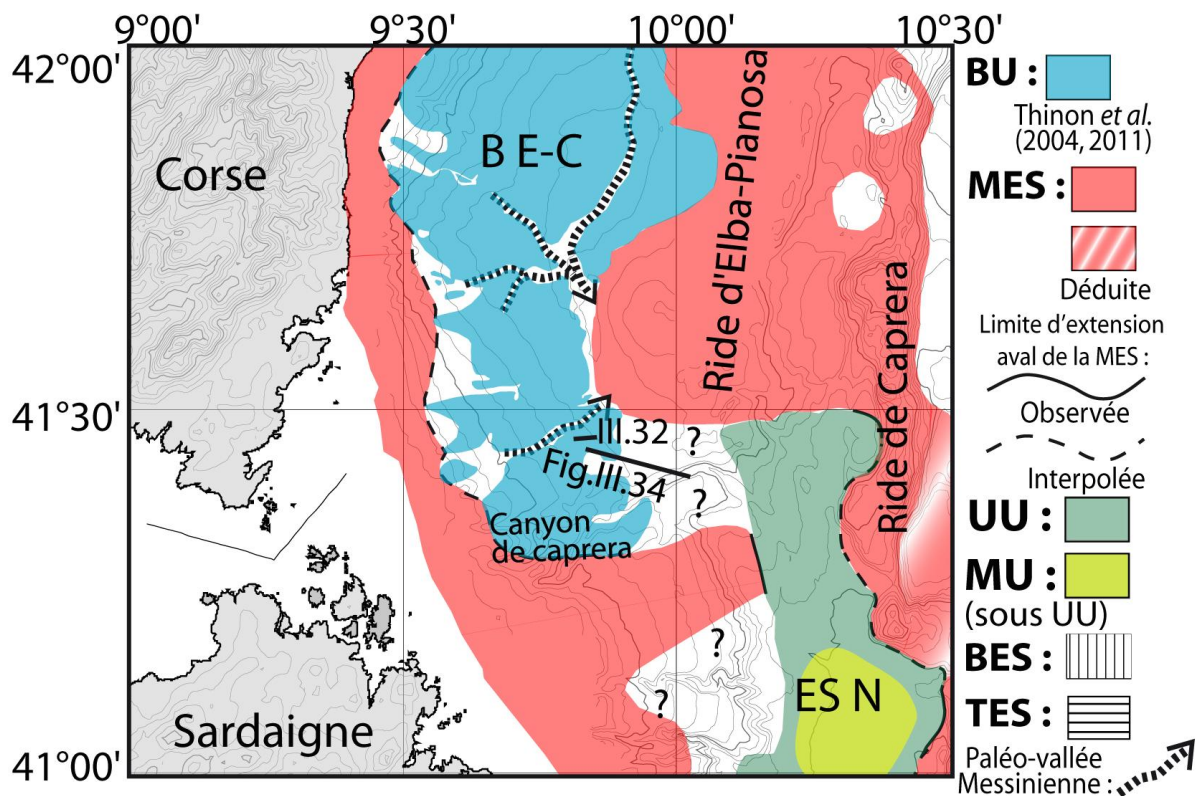 9°00'
9°30'
10°00'
10°30'
42°00'
41°30'
41°00'
Corse
B E-C
Ride d'Elba-Pianosa
Ride de Caprera
III.32
Fig.III.34
?
?
?
?
Canyon
de caprera
ES N
Sardaigne
BU :
Thinon et al.
(2004, 2011)
MES :
Déduite
Limite d'extension
aval de la MES :
Observée
Interpolée
UU :
MU :
(sous UU)
BES :
TES :
Paléo-vallée
Messinienne :